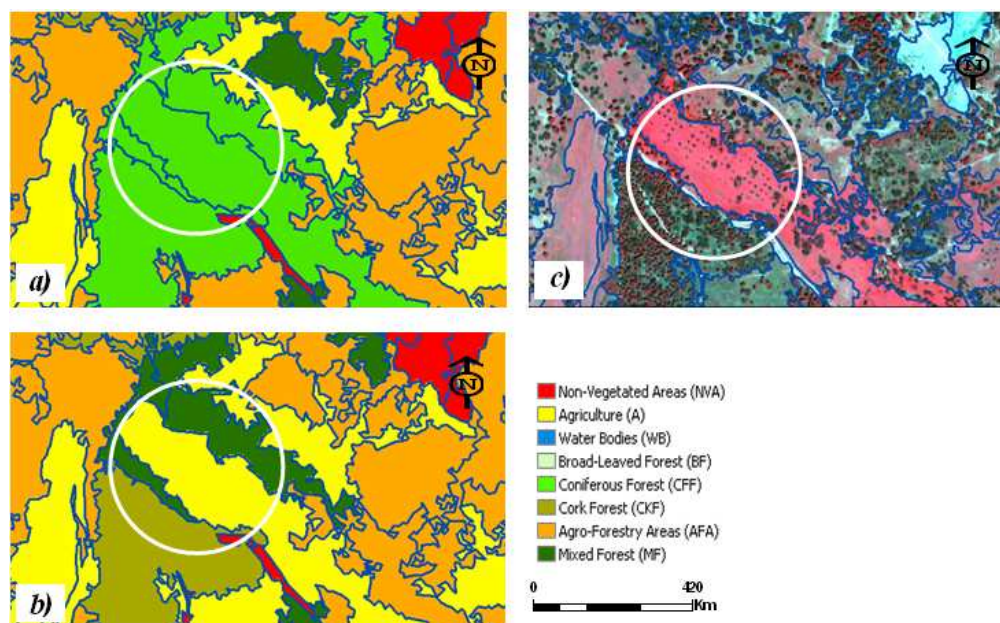 N
N
a)
c)
N
b)
Non-Vegetated Areas (NVA)
Agriculture (A)
Water Bodies (WB)
Broad-Leaved Forest (BF)
Coniferous Forest (CFF)
Cork Forest (CKF)
Agro-Forestry Areas (AFA)
Mixed Forest (MF)
0 420
Km